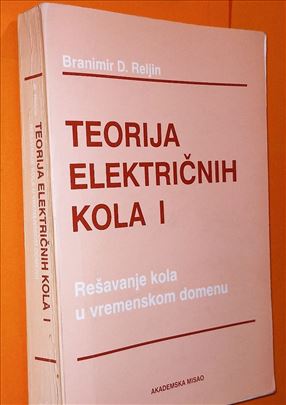 Branimir D. Reljin
TEORIJA
ELEKTRIČNIH
KOLA I
Rešavanje kola
u vremenskom domenu
AKADEMSKA MISAO
TEORIJA ELEKTRIČNIH KOLA I